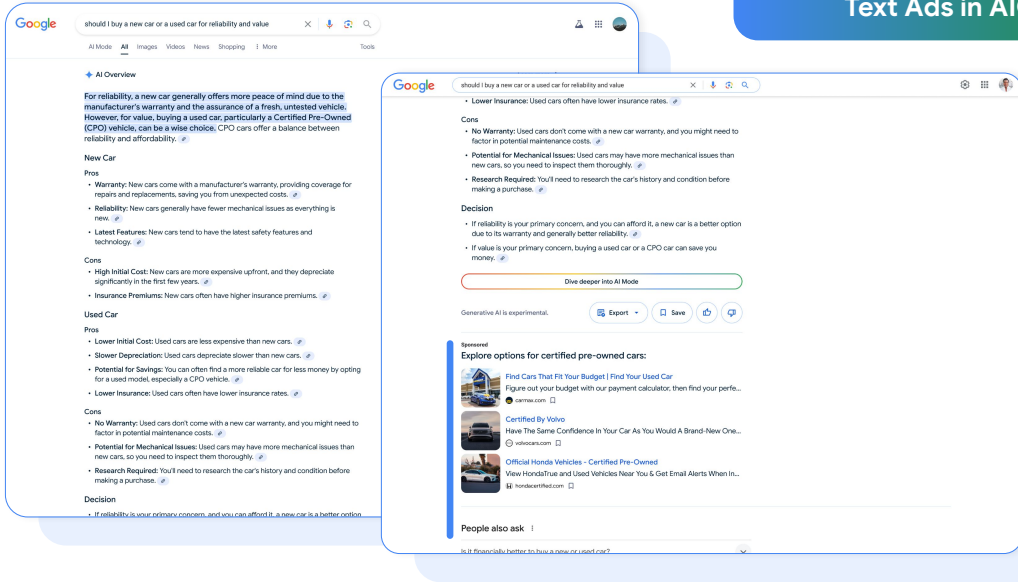 Text Ads in AI
Google
should I buy a new car or a used car for reliability and value
AI Mode All Images Videos News Shopping More Tools
AI Overview
For reliability, a new car generally offers more peace of mind due to the
manufacturer's warranty and the assurance of a fresh, untested vehicle.
However, for value, buying a used car, particularly a Certified Pre-Owned
(CPO) vehicle, can be a wise choice. CPO cars offer a balance between
reliability and affordability.
New Car
Pros
• Warranty: New cars come with a manufacturer's warranty, providing coverage for
repairs and replacements, saving you from unexpected costs.
• Reliability: New cars generally have fewer mechanical issues as everything is
new.
• Latest Features: New cars tend to have the latest safety features and
technology.
Cons
• High Initial Cost: New cars are more expensive upfront, and they depreciate
significantly in the first few years.
• Insurance Premiums: New cars often have higher insurance premiums.
Used Car
Pros
• Lower Initial Cost: Used cars are less expensive than new cars.
• Slower Depreciation: Used cars depreciate slower than new cars.
• Potential for Savings: You can often find a more reliable car for less money by opting
for a used model, especially a CPO vehicle.
• Lower Insurance: Used cars often have lower insurance rates.
Cons
• No Warranty: Used cars don't come with a new car warranty, and you might need to
factor in potential maintenance costs.
• Potential for Mechanical Issues: Used cars may have more mechanical issues than
new cars, so you need to inspect them thoroughly.
• Research Required: You'll need to research the car's history and condition before
making a purchase.
Decision
• If reliability is your primary concern, and you can afford it, a new car is a better option
Google
should I buy a new car or a used car for reliability and value
• Lower Insurance: Used cars often have lower insurance rates.
Cons
• No Warranty: Used cars don't come with a new car warranty, and you might need to
factor in potential maintenance costs.
• Potential for Mechanical Issues: Used cars may have more mechanical issues than
new cars, so you need to inspect them thoroughly.
• Research Required: You'll need to research the car's history and condition before
making a purchase.
Decision
• If reliability is your primary concern, and you can afford it, a new car is a better option
due to its warranty and generally better reliability.
• If value is your primary concern, buying a used car or a CPO car can save you
money.
Dive deeper into AI Mode
Generative AI is experimental. Export Save
Sponsored
Explore options for certified pre-owned cars:
Find Cars That Fit Your Budget | Find Your Used Car
Figure out your budget with our payment calculator, then find your perfe...
carmax.com
Certified By Volvo
Have The Same Confidence In Your Car As You Would A Brand-New One...
volvocars.com
Official Honda Vehicles - Certified Pre-Owned
View HondaTrue and Used Vehicles Near You & Get Email Alerts When In...
hondacertified.com
People also ask
Is it financially better to buy a new or used car?